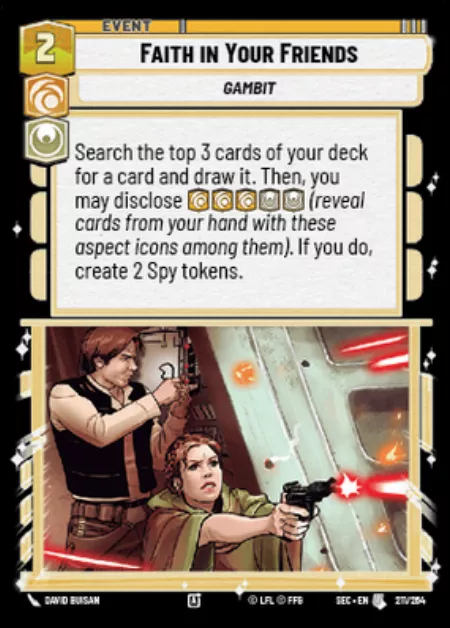 EVENT
2
FAITH IN YOUR FRIENDS
GAMBIT
Search the top 3 cards of your deck
for a card and draw it. Then, you
may disclose (reveal
cards from your hand with these
aspect icons among them). If you do,
create 2 Spy tokens.
DAVID BUISAN
A
© LFL © FFG
SEC • EN
211/264